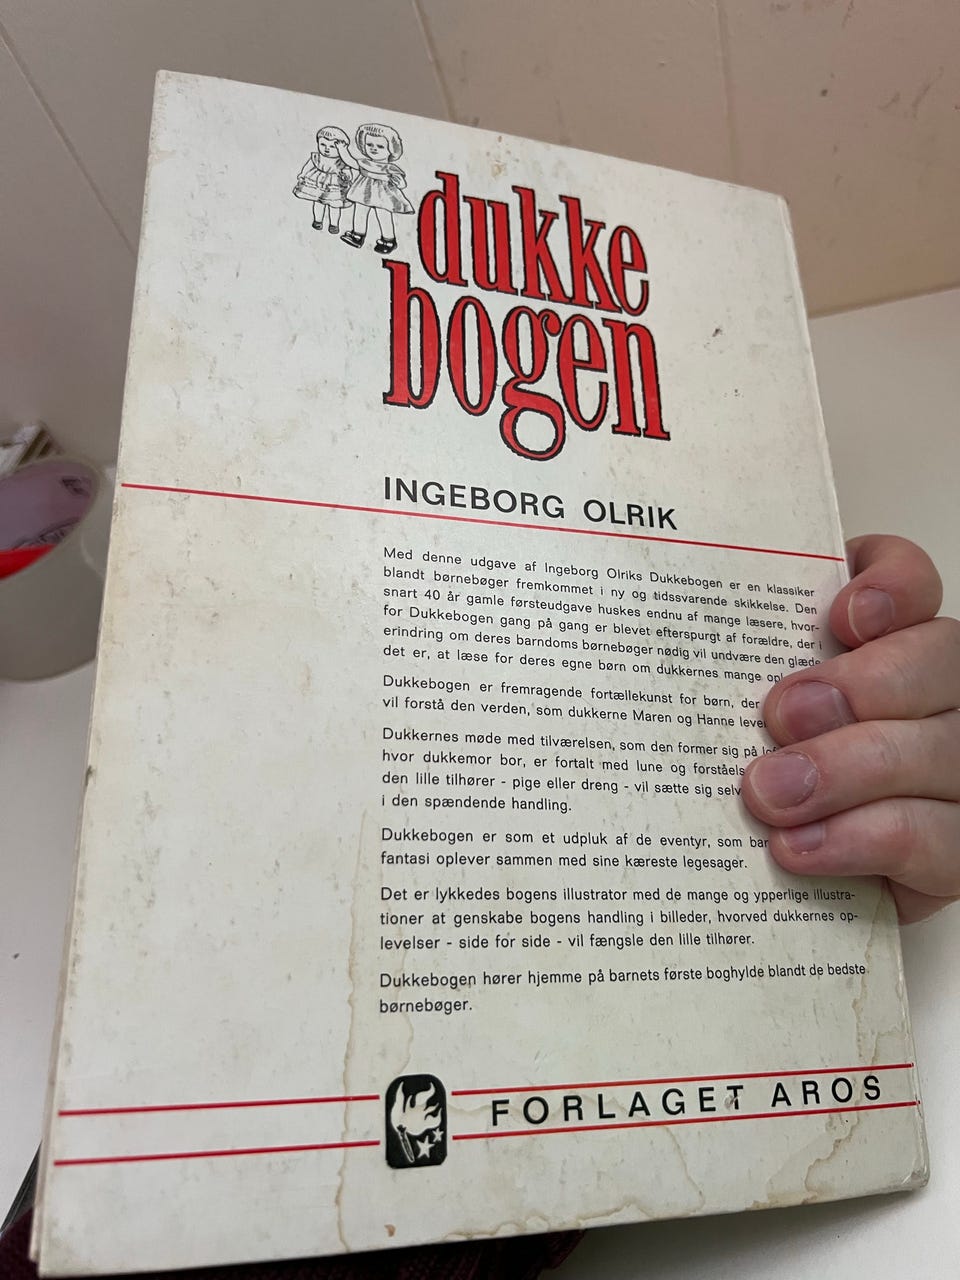 dukke
bogen
INGEBORG OLRIK
Med denne udgave af Ingeborg Olriks Dukkebogen er en klassiker
blandt børnebøger fremkommet i ny og tidssvarende skikkelse. Den
snart 40 år gamle førsteudgave huskes endnu af mange læsere, hvor-
for Dukkebogen gang på gang er blevet efterspurgt af forældre, der i
erindring om deres barndoms børnebøger nødig vil undvære den glæde
det er, at læse for deres egne børn om dukkernes mange
Dukkebogen er fremragende fortællekunst for børn, der
vil forstå den verden, som dukkerne Maren og Hanne
Dukkernes møde med tilværelsen, som den former sig på
hvor dukkemor bor, er fortalt med lune og
den lille tilhører - pige eller dreng - vil sætte sig
i den spændende handling.
Dukkebogen er som et udpluk af de eventyr, som
fantasi oplever sammen med sine kæreste legesager.
Det er lykkedes bogens illustrator med de mange og ypperlige illustra-
tioner at genskabe bogens handling i billeder, hvorved dukkernes op-
levelser - side for side - vil fængsle den lille tilhører.
Dukkebogen hører hjemme på barnets første boghylde blandt de bedste
børnebøger.
FORLAGET AROS